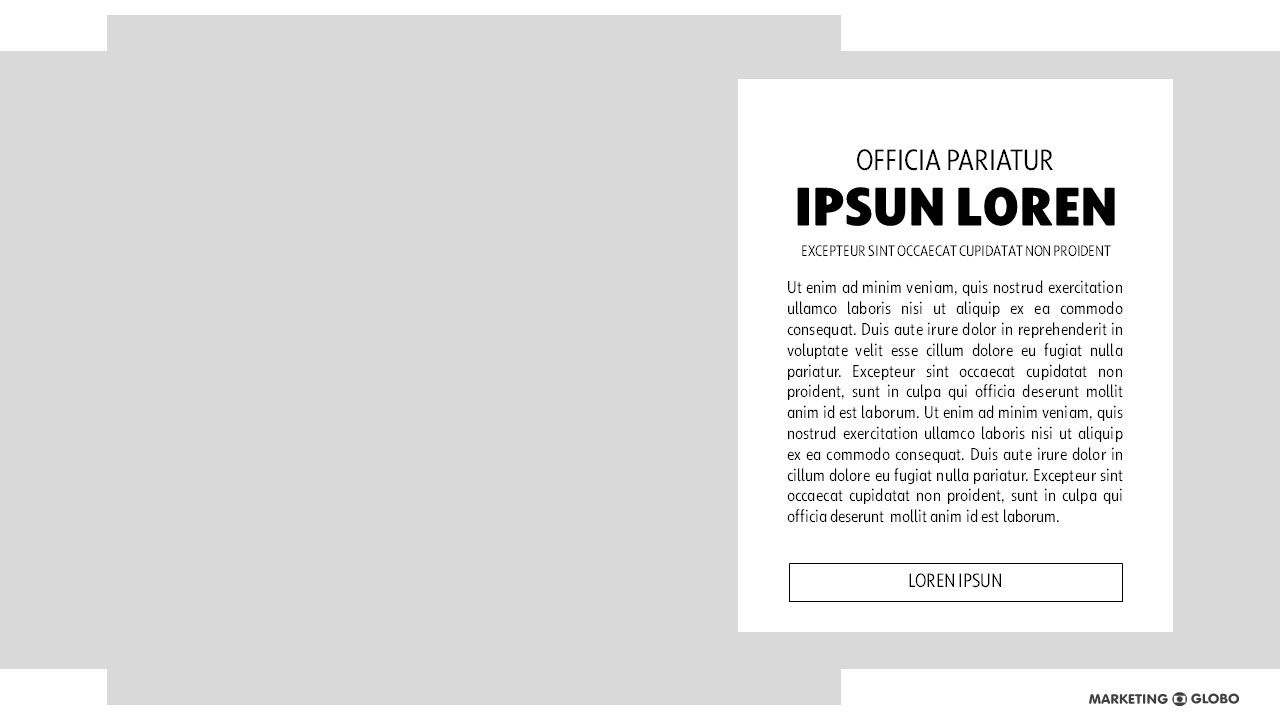 OFFICIA PARIATUR
IPSUN LOREN
EXCEPTEUR SINT OCCAECAT CUPIDATAT NON PROIDENT
Ut enim ad minim veniam, quis nostrud exercitation
ullamco laboris nisi ut aliquip ex ea commodo
consequat. Duis aute irure dolor in reprehenderit in
voluptate velit esse cillum dolore eu fugiat nulla
pariatur. Excepteur sint occaecat cupidatat non
proident, sunt in culpa qui officia deserunt mollit
anim id est laborum. Ut enim ad minim veniam, quis
nostrud exercitation ullamco laboris nisi ut aliquip
ex ea commodo consequat. Duis aute irure dolor in
cillum dolore eu fugiat nulla pariatur. Excepteur sint
occaecat cupidatat non proident, sunt in culpa qui
officia deserunt mollit anim id est laborum.
LOREN IPSUN
MARKETING GLOBO